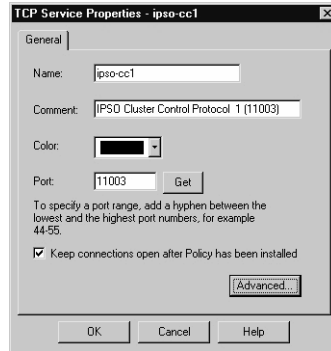 TCP Service Properties - ipso-cc1
General
Name: ipso-cc1
Comment: IPSO Cluster Control Protocol 1 (11003)
Color:
Port: 11003 Get
To specify a port range, add a hyphen between the
lowest and the highest port numbers, for example
44-55.
Keep connections open after Policy has been installed
Advanced...
OK Cancel Help